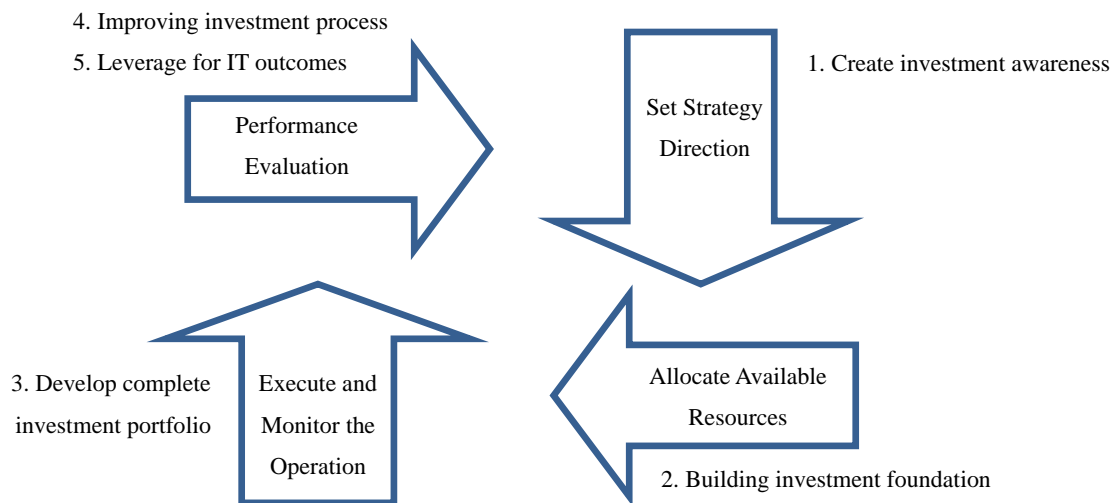 4. Improving investment process
5. Leverage for IT outcomes
Performance
Evaluation
1. Create investment awareness
Set Strategy
Direction
3. Develop complete
investment portfolio
Execute and
Monitor the
Operation
Allocate Available
Resources
2. Building investment foundation